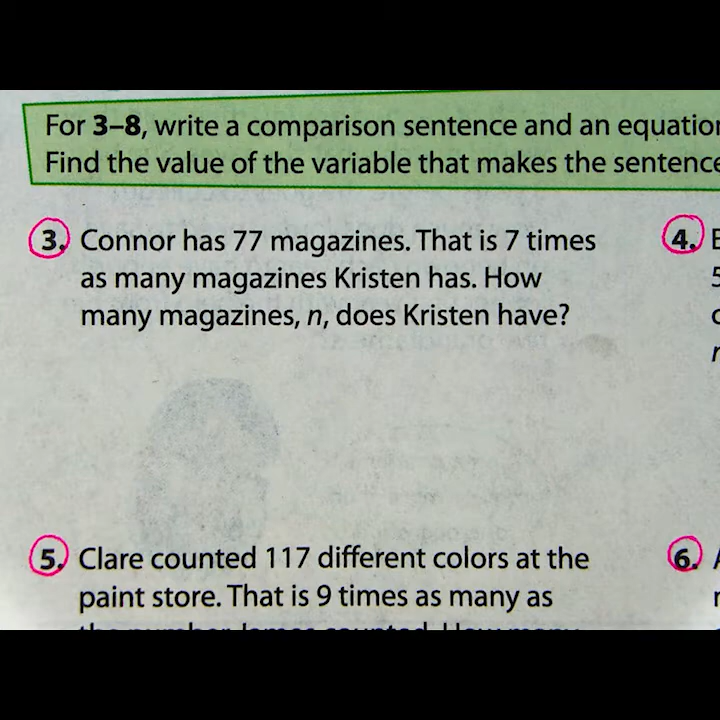 For 3–8, write a comparison sentence and an equation
Find the value of the variable that makes the sentence
3. Connor has 77 magazines. That is 7 times
as many magazines Kristen has. How
many magazines, n, does Kristen have?
4.
5
5. Clare counted 117 different colors at the
paint store. That is 9 times as many as
6.